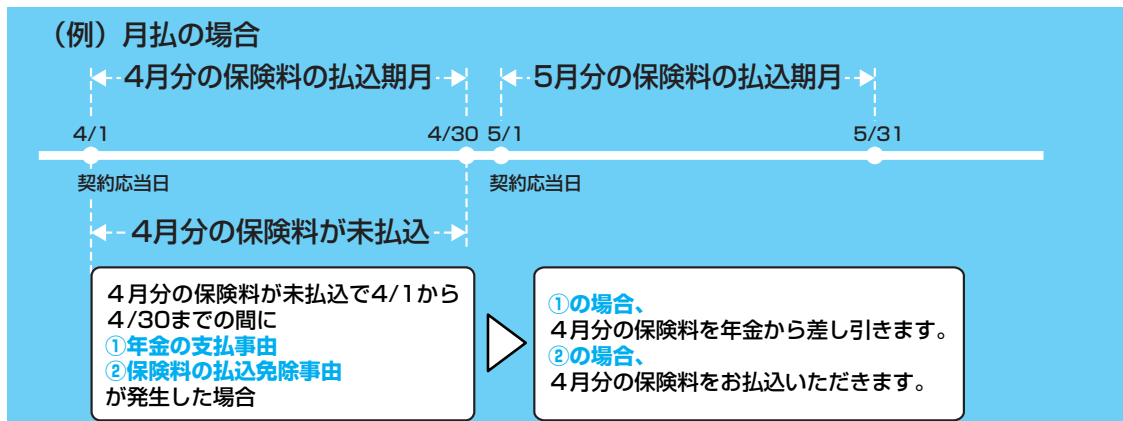 （例）月払の場合
4月分の保険料の払込期月 5月分の保険料の払込期月
4/1 4/30 5/1 5/31
契約応当日 契約応当日
4月分の保険料が未払込
４月分の保険料が未払込で4/1から
４/30までの間に
①年金の支払事由
②保険料の払込免除事由
が発生した場合
①の場合、
４月分の保険料を年金から差し引きます。
②の場合、
４月分の保険料をお払込いただきます。